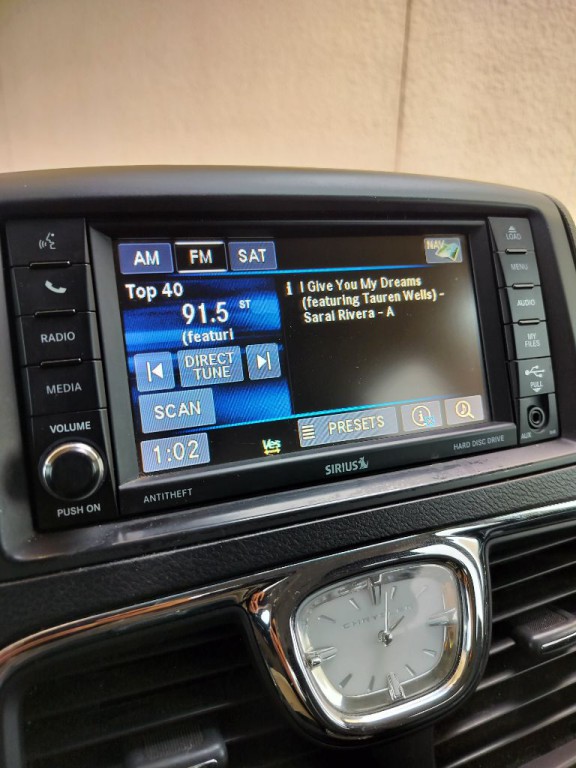 AM FM SAT NAV
Top 40
91.5 ST
(featuri
DIRECT
TUNE
SCAN
1:02
i I Give You My Dreams
(featuring Tauren Wells) -
Sarai Rivera - A
Ves
PRESETS
i
RADIO
MEDIA
VOLUME
PUSH ON
LOAD
MENU
AUDIO
MY
FILES
PULL
AUX
ANTITHEFT
SIRIUS
HARD DISC DRIVE
CHRYSLER